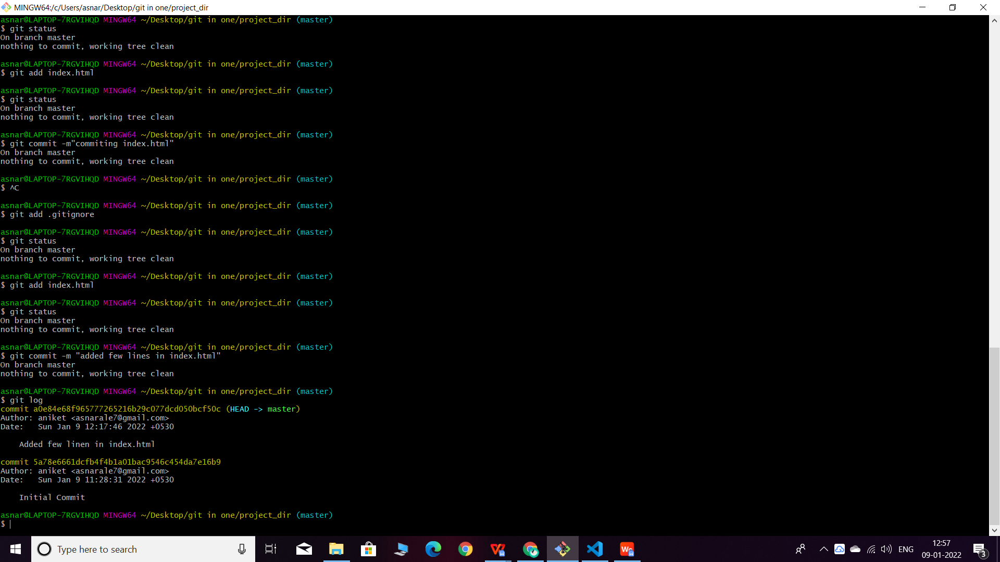 MINGW64:/c/Users/asnar/Desktop/git in one/project_dir
asnar@LAPTOP-7RGVIHQD MINGW64 ~/Desktop/git in one/project_dir (master)
$ git status
On branch master
nothing to commit, working tree clean
asnar@LAPTOP-7RGVIHQD MINGW64 ~/Desktop/git in one/project_dir (master)
$ git add index.html
asnar@LAPTOP-7RGVIHQD MINGW64 ~/Desktop/git in one/project_dir (master)
$ git status
On branch master
nothing to commit, working tree clean
asnar@LAPTOP-7RGVIHQD MINGW64 ~/Desktop/git in one/project_dir (master)
$ git commit -m"commiting index.html"
On branch master
nothing to commit, working tree clean
asnar@LAPTOP-7RGVIHQD MINGW64 ~/Desktop/git in one/project_dir (master)
$ ^C
asnar@LAPTOP-7RGVIHQD MINGW64 ~/Desktop/git in one/project_dir (master)
$ git add .gitignore
asnar@LAPTOP-7RGVIHQD MINGW64 ~/Desktop/git in one/project_dir (master)
$ git status
On branch master
nothing to commit, working tree clean
asnar@LAPTOP-7RGVIHQD MINGW64 ~/Desktop/git in one/project_dir (master)
$ git add index.html
asnar@LAPTOP-7RGVIHQD MINGW64 ~/Desktop/git in one/project_dir (master)
$ git status
On branch master
nothing to commit, working tree clean
asnar@LAPTOP-7RGVIHQD MINGW64 ~/Desktop/git in one/project_dir (master)
$ git commit -m "added few lines in index.html"
On branch master
nothing to commit, working tree clean
asnar@LAPTOP-7RGVIHQD MINGW64 ~/Desktop/git in one/project_dir (master)
$ git log
commit a0e84e68f965777265216b29c077dcd050bcf50c (HEAD -> master)
Author: aniket <asnarale7@gmail.com>
Date:   Sun Jan 9 12:17:46 2022 +0530
Added few linen in index.html
commit 5a78e6661dcfb4f4b1a01bac9546c454da7e16b9
Author: aniket <asnarale7@gmail.com>
Date:   Sun Jan 9 11:28:31 2022 +0530
Initial Commit
asnar@LAPTOP-7RGVIHQD MINGW64 ~/Desktop/git in one/project_dir (master)
$
Type here to search
ENG
12:57
09-01-2022
3